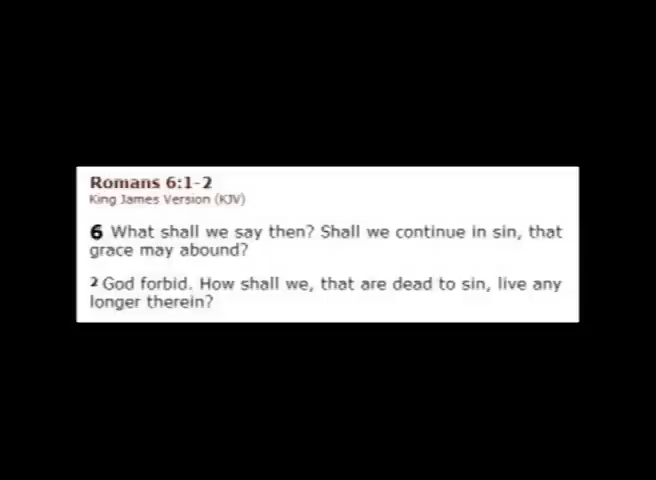 Romans 6:1-2
King James Version (KJV)
6 What shall we say then? Shall we continue in sin, that
grace may abound?
2 God forbid. How shall we, that are dead to sin, live any
longer therein?